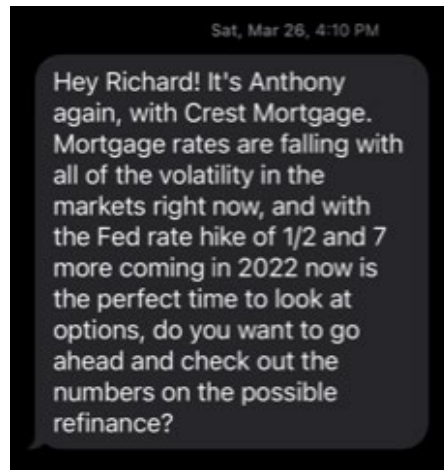 Sat, Mar 26, 4:10 PM
Hey Richard! It's Anthony
again, with Crest Mortgage.
Mortgage rates are falling with
all of the volatility in the
markets right now, and with
the Fed rate hike of 1/2 and 7
more coming in 2022 now is
the perfect time to look at
options, do you want to go
ahead and check out the
numbers on the possible
refinance?